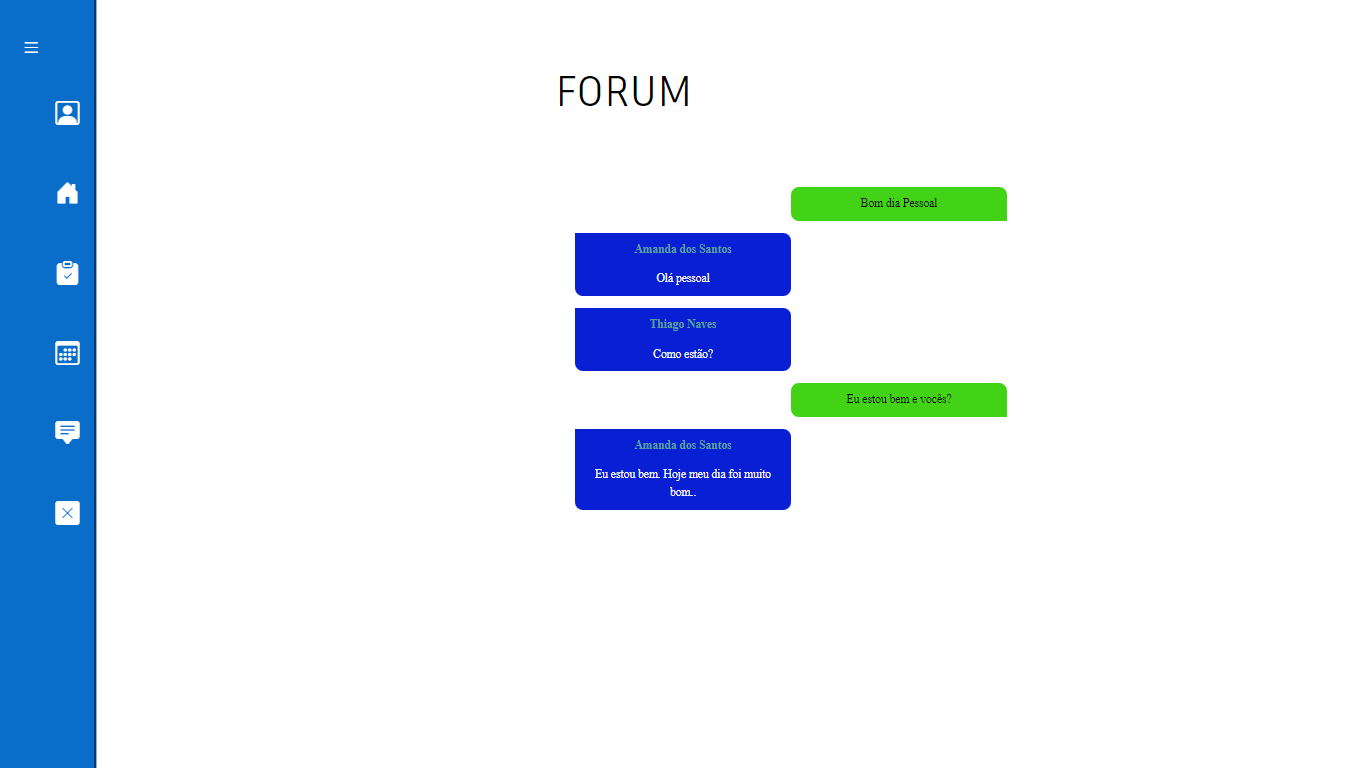 FORUM
Bom dia Pessoal
Amanda dos Santos
Olá pessoal
Thiago Naves
Como estão?
Eu estou bem e vocês?
Amanda dos Santos
Eu estou bem. Hoje meu dia foi muito
bom..